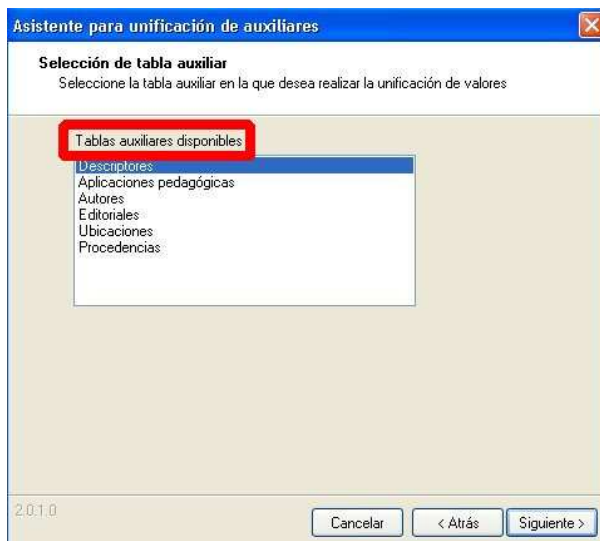 Asistente para unificación de auxiliares
Selección de tabla auxiliar
Seleccione la tabla auxiliar en la que desea realizar la unificación de valores
Tablas auxiliares disponibles
Descriptores
Aplicaciones pedagógicas
Autores
Editoriales
Ubicaciones
Procedencias
2.0.1.0
Cancelar < Atrás Siguiente >